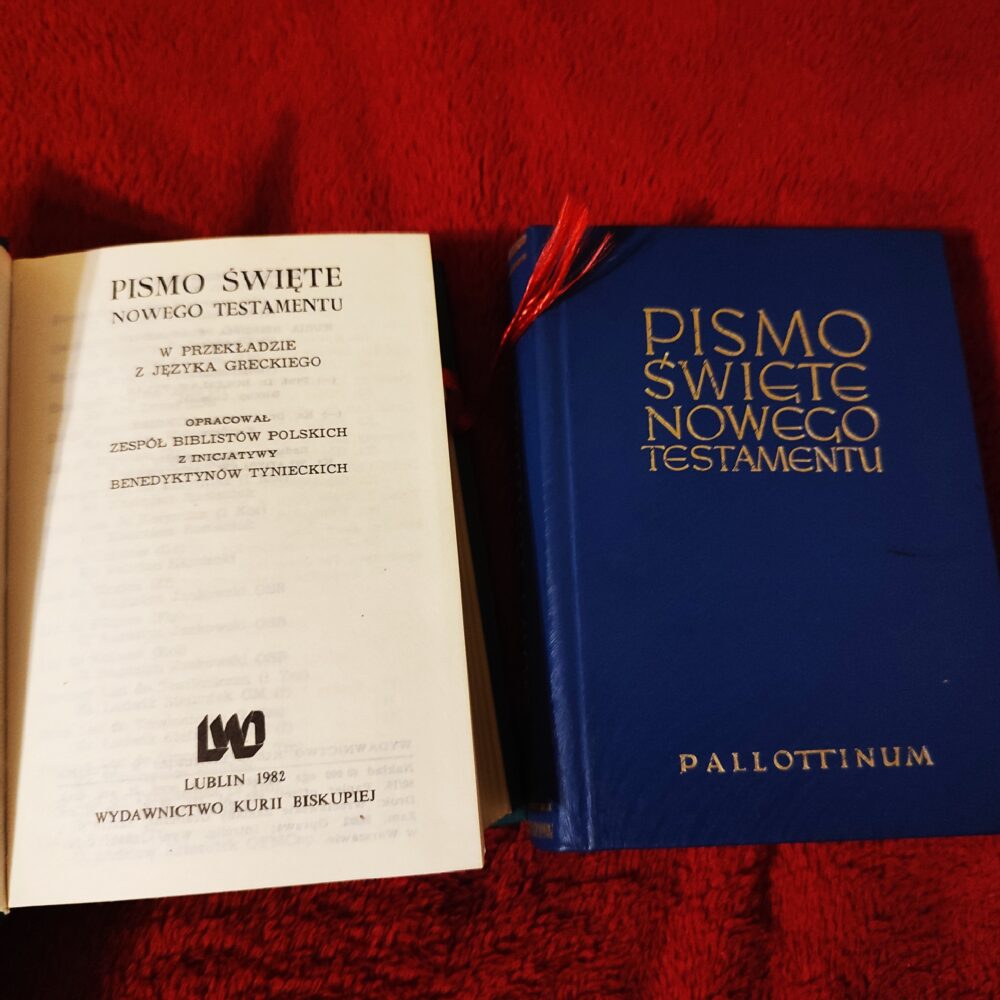 PISMO ŚWIĘTE
NOWEGO TESTAMENTU
W PRZEKŁADZIE
Z JĘZYKA GRECKIEGO
OPRACOWAŁ
ZESPÓŁ BIBLISTÓW POLSKICH
Z INICJATYWY
BENEDYKTYNÓW TYNIECKICH
LUBLIN 1982
WYDAWNICTWO KURII BISKUPIEJ
PISMO
ŚWIĘTE
NOWEGO
TESTAMENTU
PALLOTTINUM